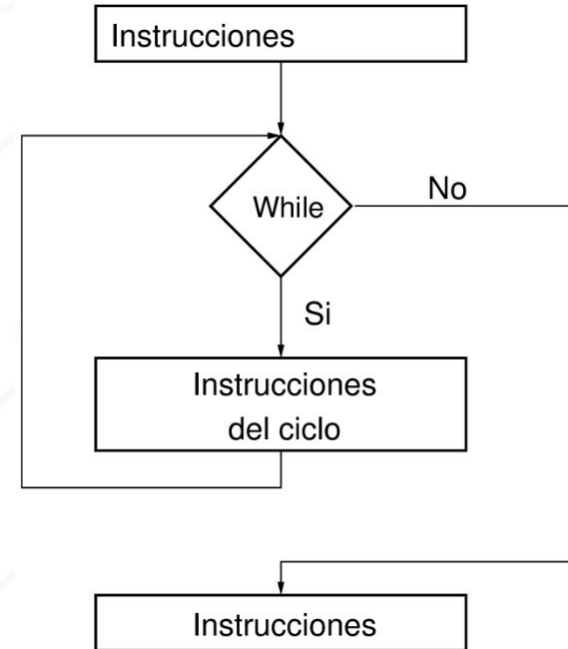 Instrucciones
While
No
Si
Instrucciones
del ciclo
Instrucciones